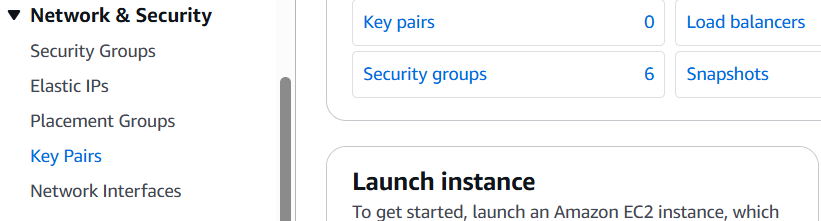 Network & Security
Security Groups
Elastic IPs
Placement Groups
Key Pairs
Network Interfaces
Key pairs 0 Load balancers
Security groups 6 Snapshots
Launch instance
To get started, launch an Amazon EC2 instance, which